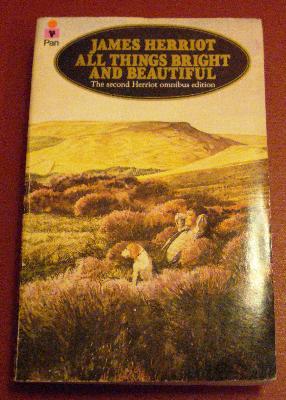 Pan
JAMES HERRIOT
ALL THINGS BRIGHT
AND BEAUTIFUL
The second Herriot omnibus edition